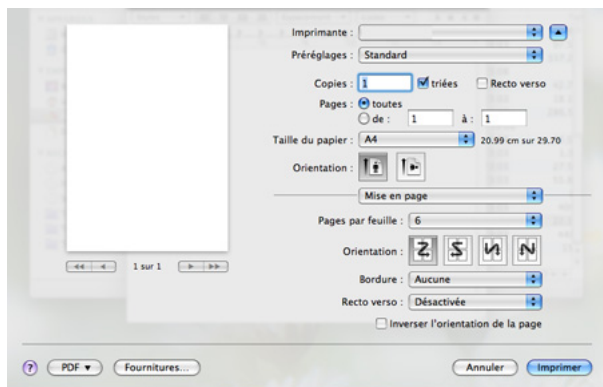 Imprimante :
Préréglages : Standard
Copies : 1 triées Recto verso
Pages : toutes
de : 1 à : 1
Taille du papier : A4 20.99 cm sur 29.70
Orientation :
Mise en page
Pages par feuille : 6
Orientation :
Bordure : Aucune
Recto verso : Désactivée
Inverser l'orientation de la page
1 sur 1
? PDF Fournitures... Annuler Imprimer